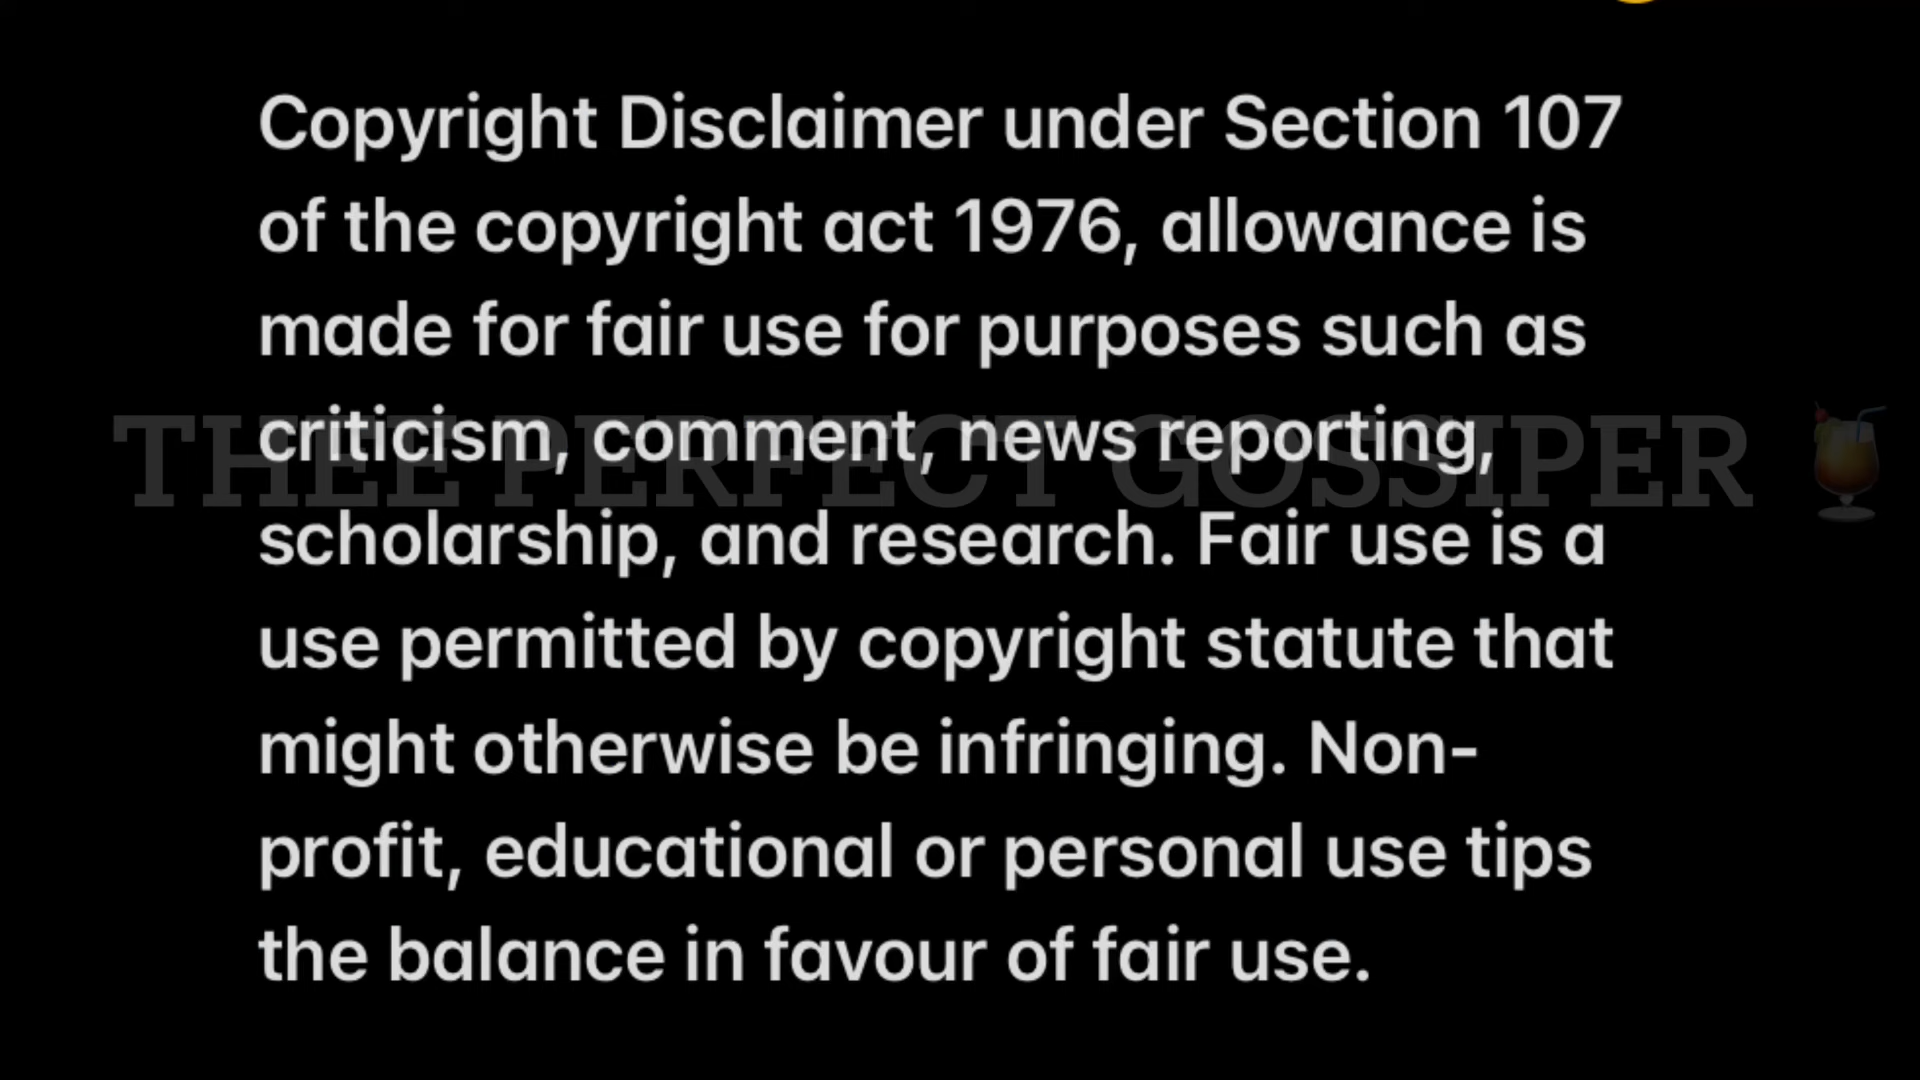 Copyright Disclaimer under Section 107
of the copyright act 1976, allowance is
made for fair use for purposes such as
criticism, comment, news reporting,
THEE PERFECT GOSSIPER
scholarship, and research. Fair use is a
use permitted by copyright statute that
might otherwise be infringing. Non-
profit, educational or personal use tips
the balance in favour of fair use.